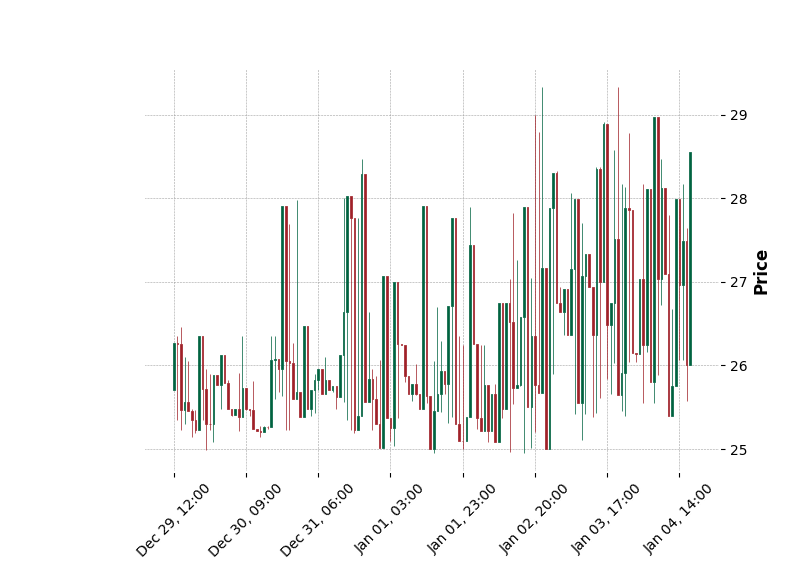 29
28
27
26
25
Price
Dec 29, 12:00
Dec 30, 09:00
Dec 31, 06:00
Jan 01, 03:00
Jan 01, 23:00
Jan 02, 20:00
Jan 03, 17:00
Jan 04, 14:00